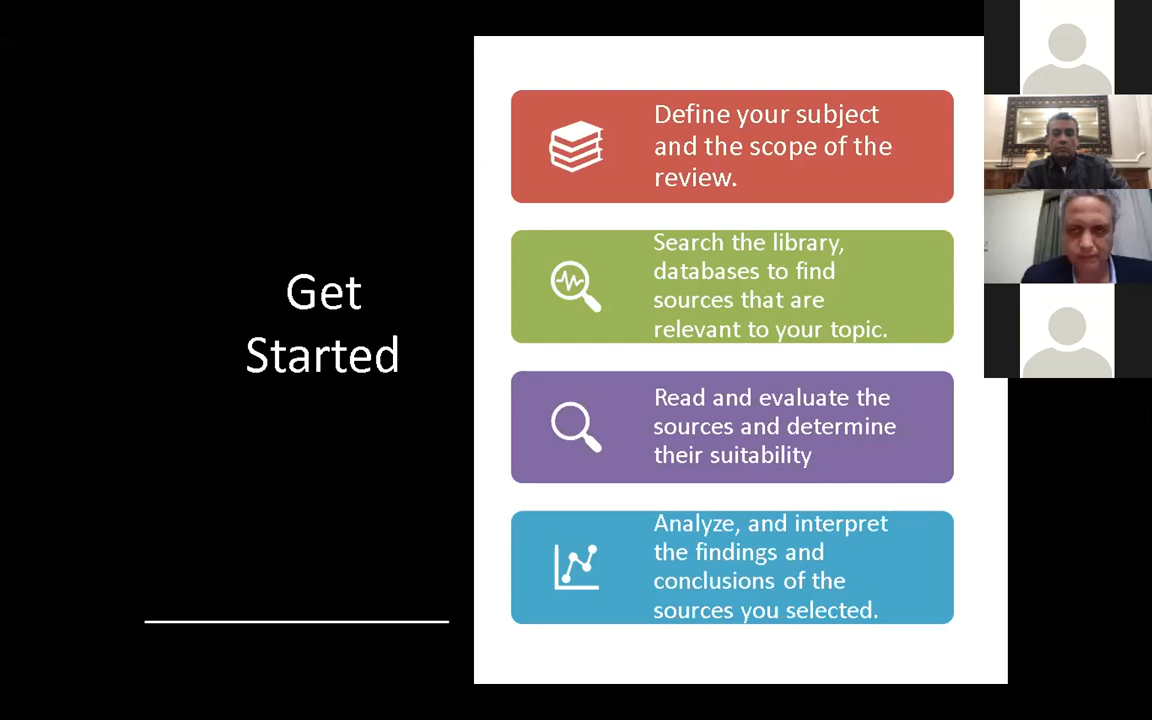 Get
Started
Define your subject
and the scope of the
review.
Search the library,
databases to find
sources that are
relevant to your topic.
Read and evaluate the
sources and determine
their suitability
Analyze, and interpret
the findings and
conclusions of the
sources you selected.